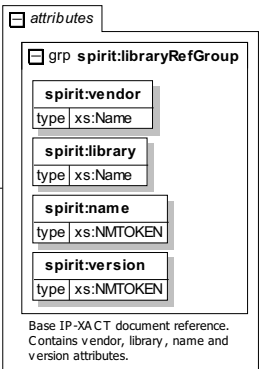 attributes
grp spirit:libraryRefGroup
spirit:vendor
type xs:Name
spirit:library
type xs:Name
spirit:name
type xs:NMTOKEN
spirit:version
type xs:NMTOKEN
Base IP-XACT document reference.
Contains vendor, library, name and
version attributes.